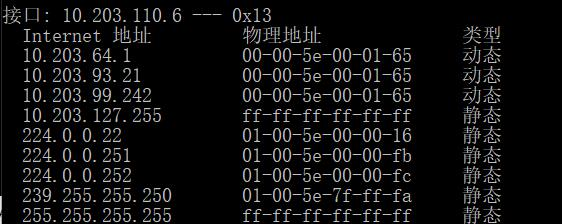 接口: 10.203.110.6 --- 0x13
Internet 地址 物理地址 类型
10.203.64.1 00-00-5e-00-01-65 动态
10.203.93.21 00-00-5e-00-01-65 动态
10.203.99.242 00-00-5e-00-01-65 动态
10.203.127.255 ff-ff-ff-ff-ff-ff 静态
224.0.0.22 01-00-5e-00-00-16 静态
224.0.0.251 01-00-5e-00-00-fb 静态
224.0.0.252 01-00-5e-00-00-fc 静态
239.255.255.250 01-00-5e-7f-ff-fa 静态
255.255.255.255 ff-ff-ff-ff-ff-ff 静态